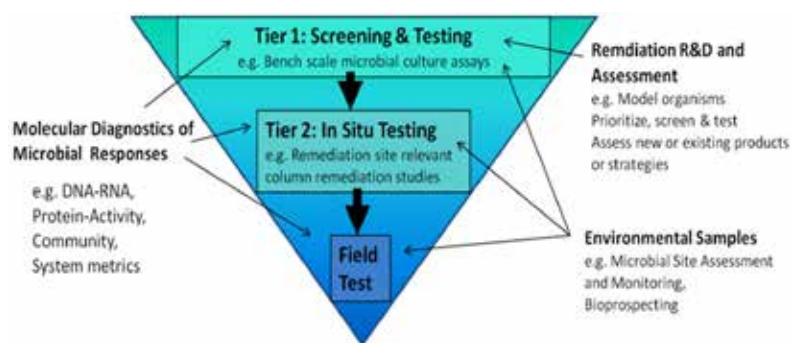 Tier 1: Screening & Testing
e.g. Bench scale microbial culture assays
Remdiation R&D and
Assessment
e.g. Model organisms
Prioritize, screen & test
Assess new or existing products
or strategies
Molecular Diagnostics of
Microbial Responses
e.g. DNA-RNA,
Protein-Activity,
Community,
System metrics
Tier 2: In Situ Testing
e.g. Remediation site relevant
column remediation studies
Field
Test
Environmental Samples
e.g. Microbial Site Assessment
and Monitoring,
Bioprospecting